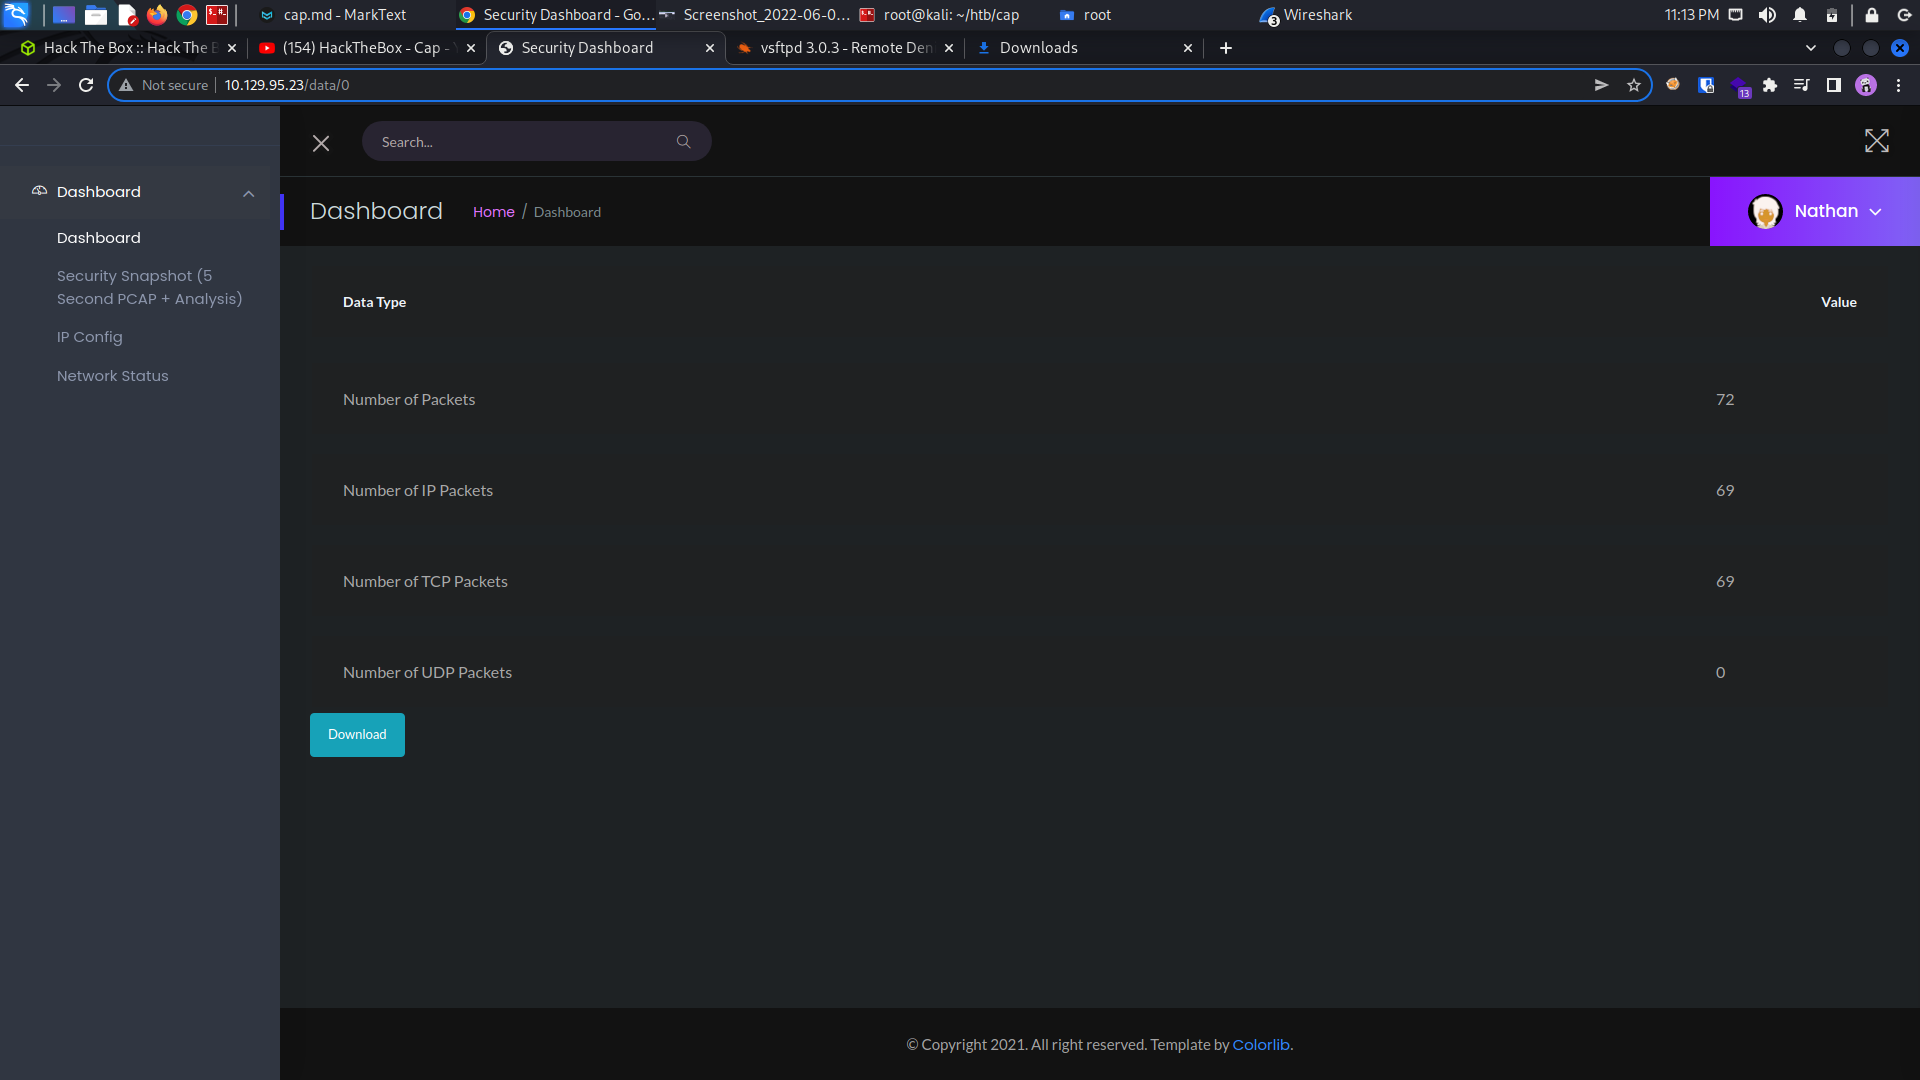 cap.md - MarkText
Security Dashboard - Go...
Screenshot_2022-06-0...
root@kali: ~/htb/cap
root
3
Wireshark
11:13 PM
Hack The Box :: Hack The B
(154) HackTheBox - Cap -
Security Dashboard
vsftpd 3.0.3 - Remote Den
Downloads
Not secure
10.129.95.23/data/0
13
Search...
Dashboard
Dashboard
Security Snapshot (5
Second PCAP + Analysis)
IP Config
Network Status
Dashboard
Home / Dashboard
Nathan
Data Type
Value
Number of Packets
72
Number of IP Packets
69
Number of TCP Packets
69
Number of UDP Packets
0
Download
© Copyright 2021. All right reserved. Template by Colorlib.